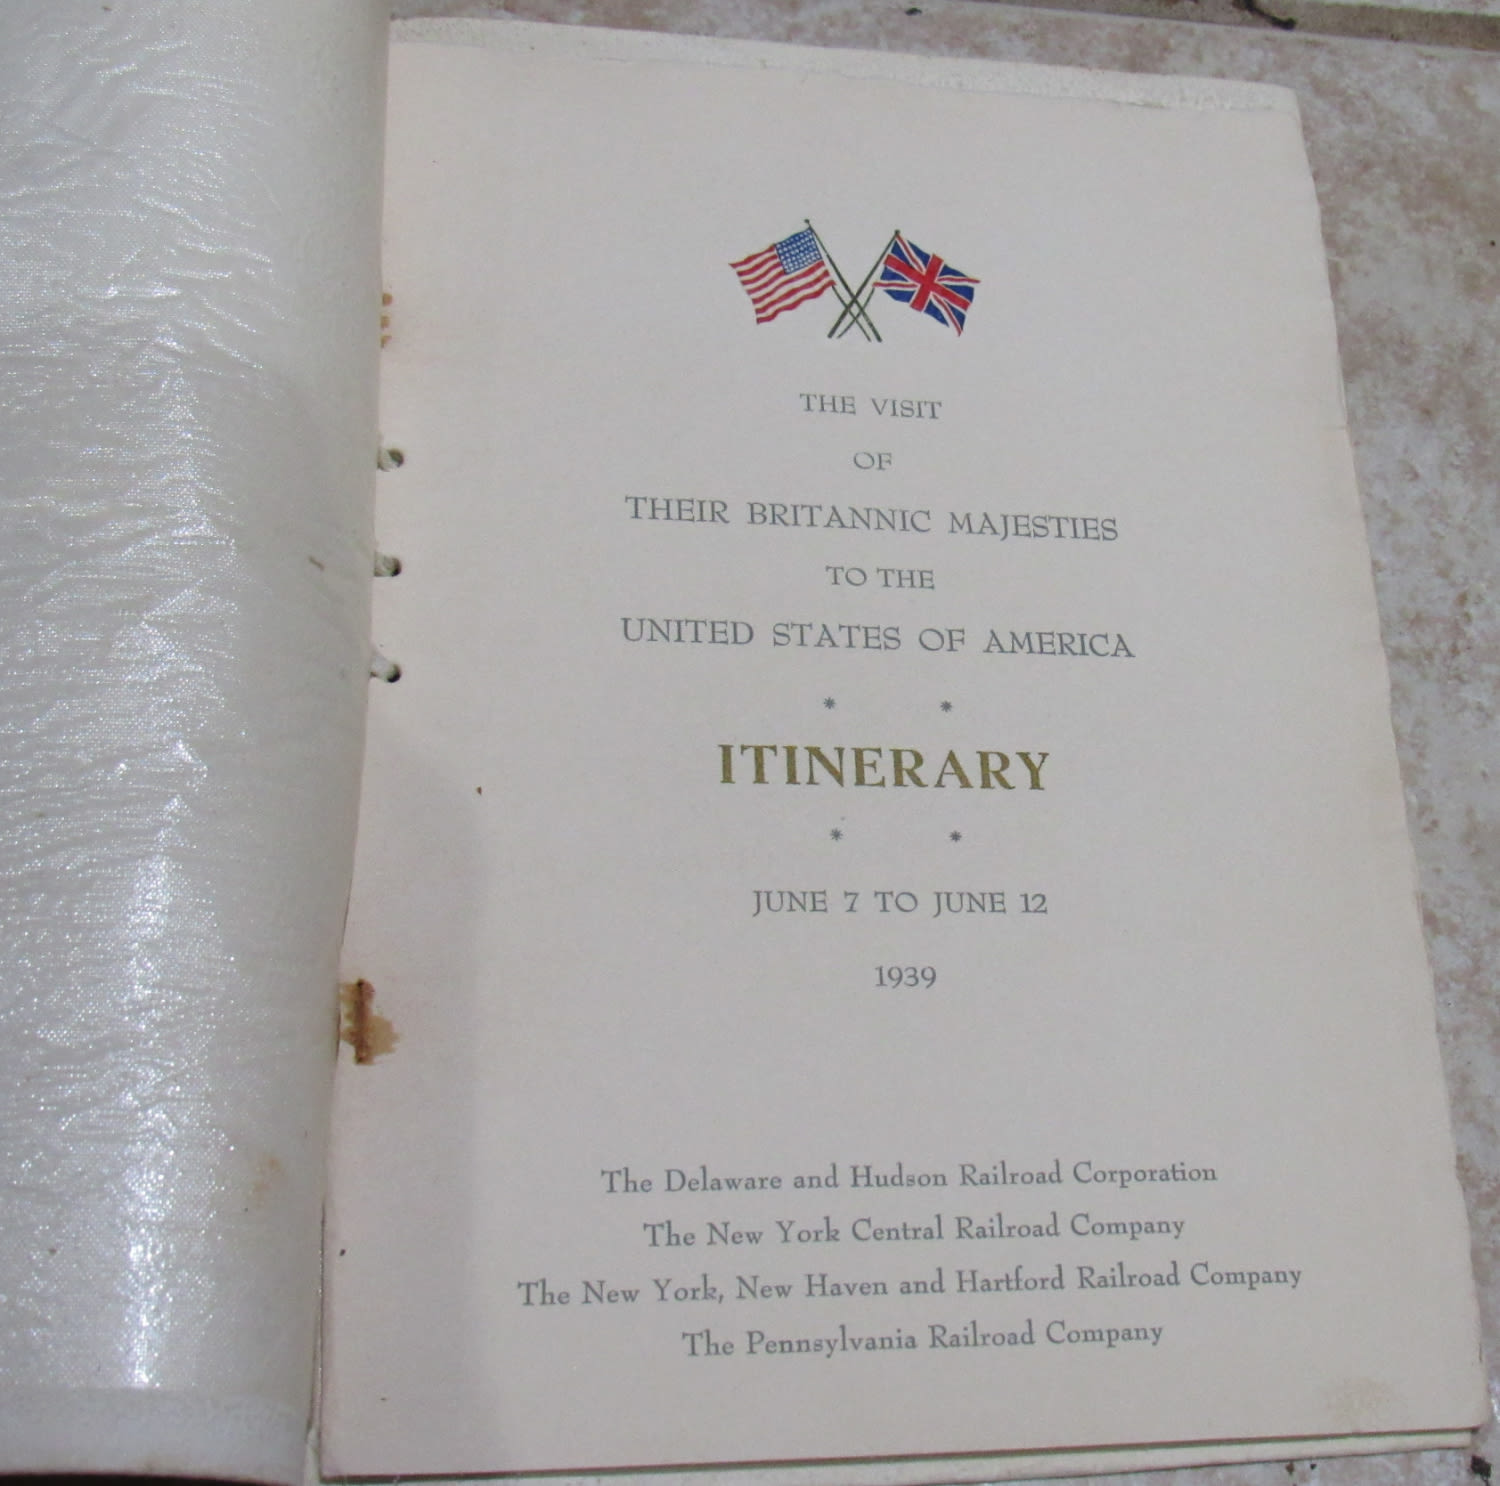 THE VISIT
OF
THEIR BRITANNIC MAJESTIES
TO THE
UNITED STATES OF AMERICA
* *
ITINERARY
* *
JUNE 7 TO JUNE 12
1939
The Delaware and Hudson Railroad Corporation
The New York Central Railroad Company
The New York, New Haven and Hartford Railroad Company
The Pennsylvania Railroad Company